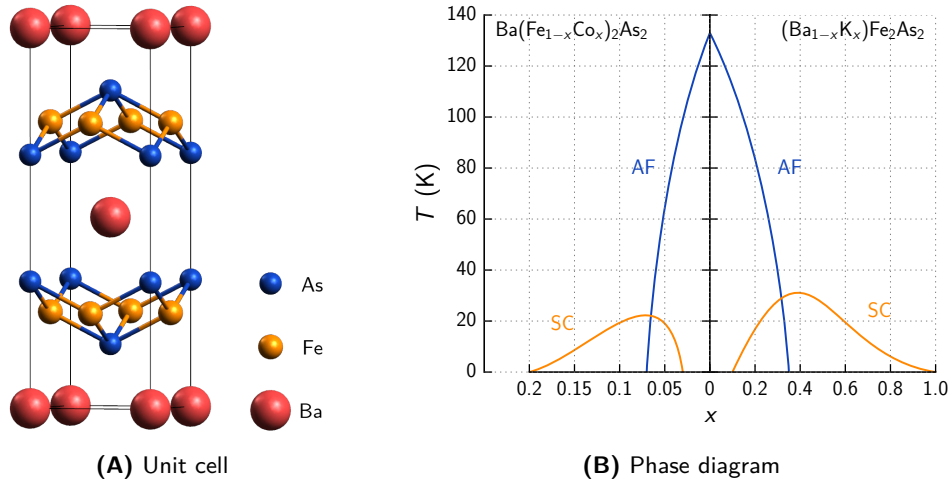 As
Fe
Ba
(A) Unit cell
Ba(Fe₁₋ₓCoₓ)₂As₂
(Ba₁₋ₓKₓ)Fe₂As₂
T (K)
140
120
100
80
60
40
20
0
AF
AF
SC
SC
0.2 0.15 0.1 0.05 0 0.2 0.4 0.6 0.8 1.0
x
(B) Phase diagram